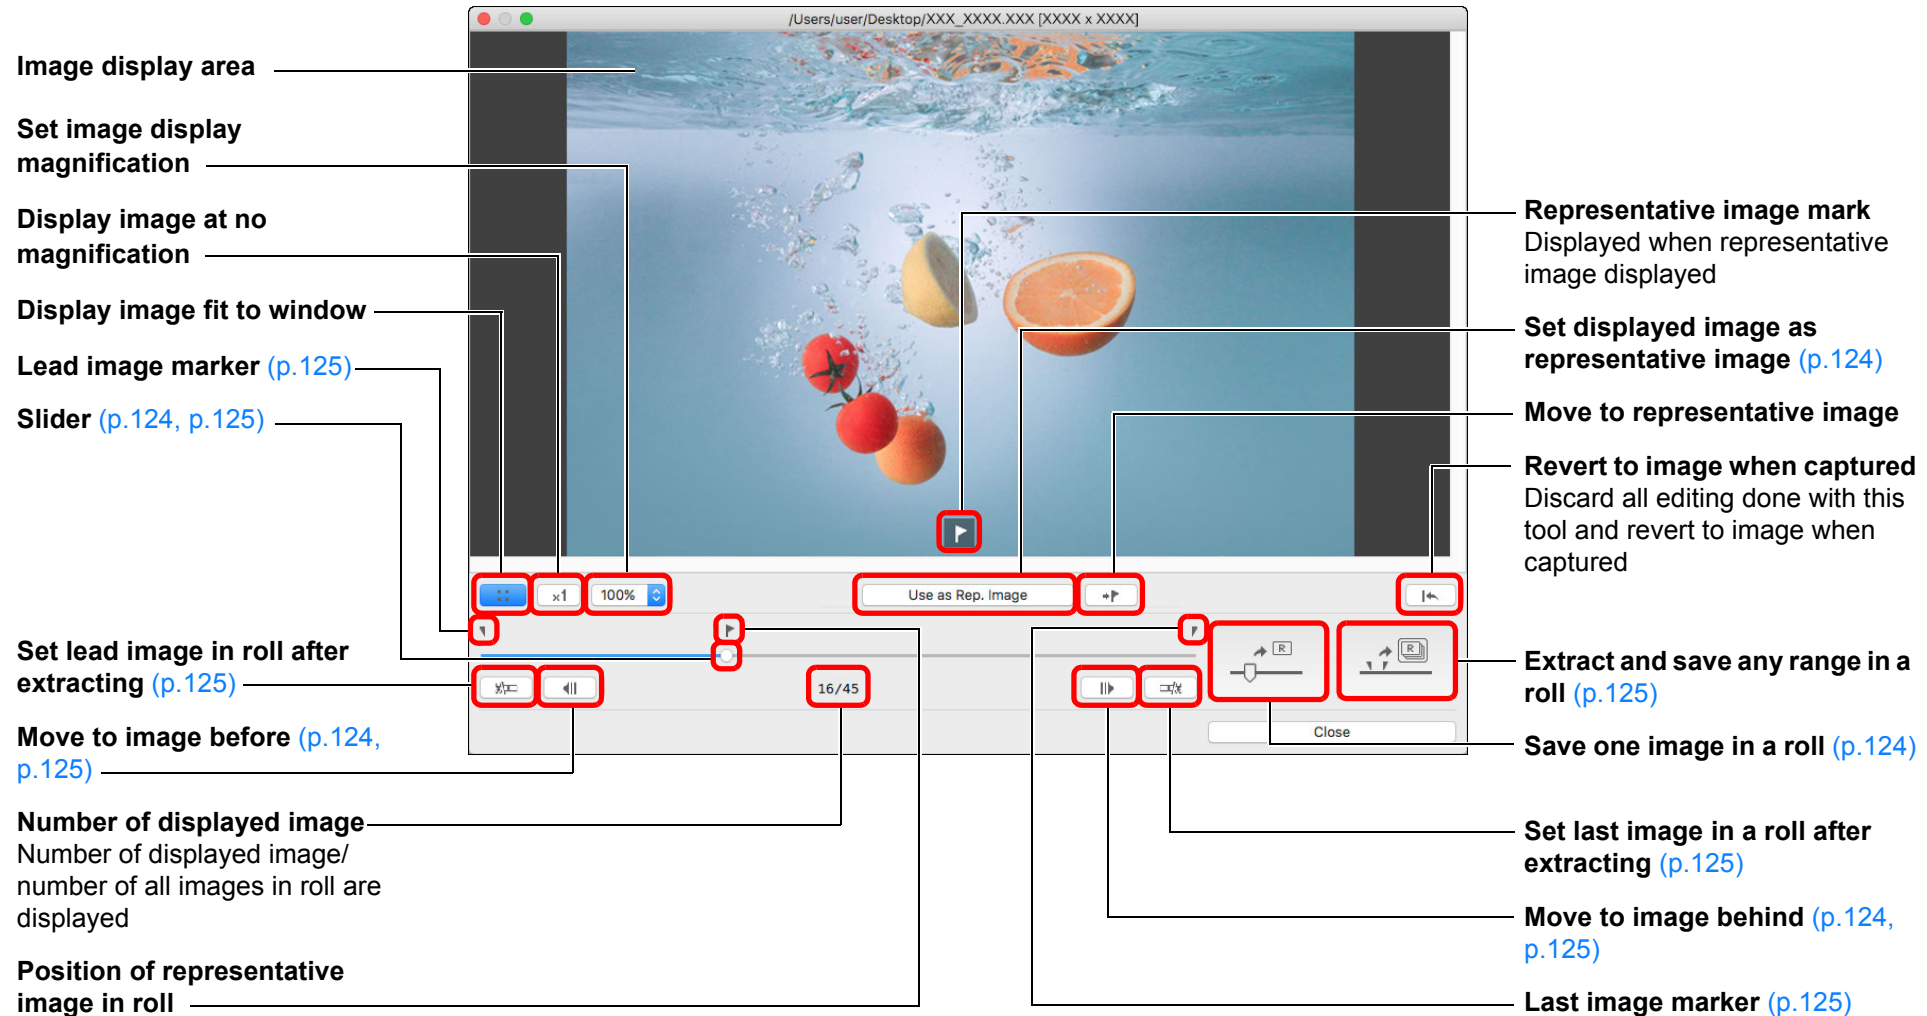 /Users/user/Desktop/XXX_XXXX.XXX [XXXX x XXXX]
Image display area
Set image display
magnification
Display image at no
magnification
Display image fit to window
Lead image marker (p.125)
Slider (p.124, p.125)
Set lead image in roll after
extracting (p.125)
Move to image before (p.124,
p.125)
Number of displayed image
Number of displayed image/
number of all images in roll are
displayed
Position of representative
image in roll
×1
100%
Use as Rep. Image
R
R
16/45
Close
Representative image mark
Displayed when representative
image displayed
Set displayed image as
representative image (p.124)
Move to representative image
Revert to image when captured
Discard all editing done with this
tool and revert to image when
captured
Extract and save any range in a
roll (p.125)
Save one image in a roll (p.124)
Set last image in a roll after
extracting (p.125)
Move to image behind (p.124,
p.125)
Last image marker (p.125)